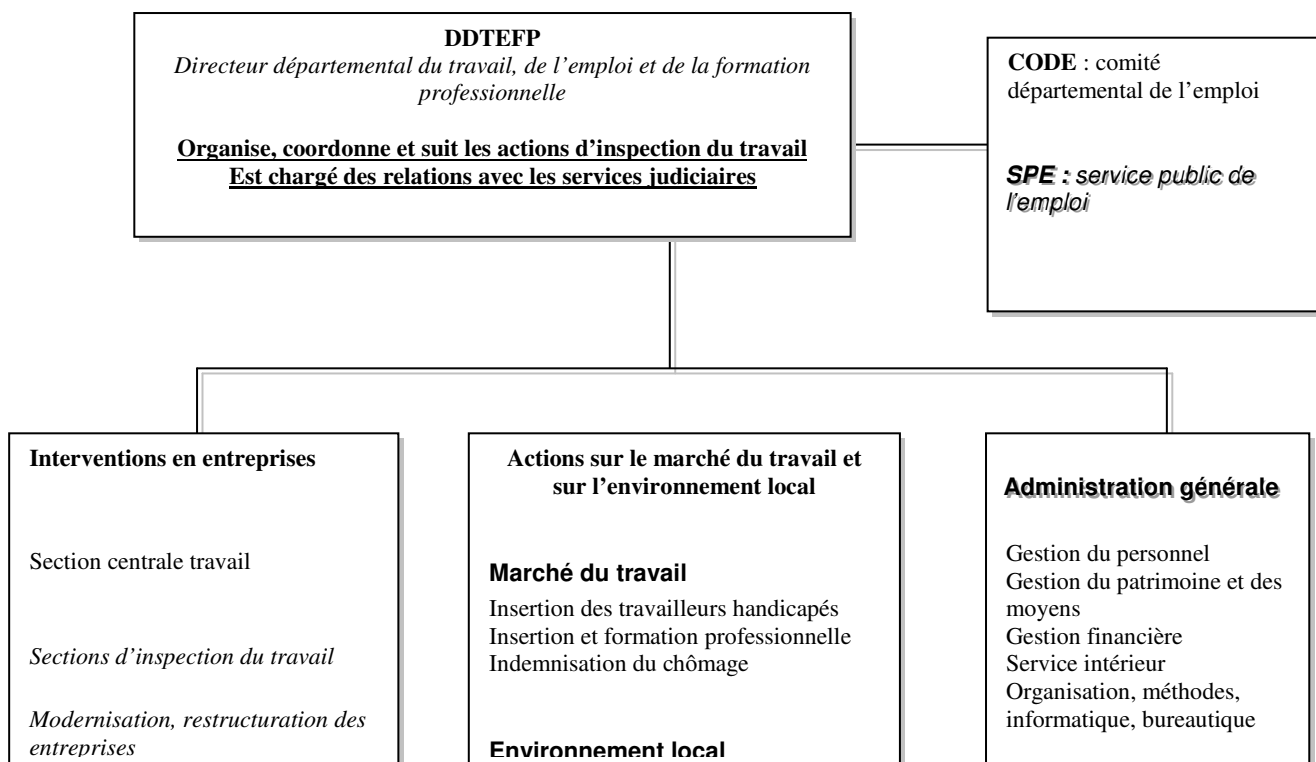 DDTEFP
Directeur départemental du travail, de l'emploi et de la formation
professionnelle
Organise, coordonne et suit les actions d'inspection du travail
Est chargé des relations avec les services judiciaires
CODE : comité
départemental de l'emploi
SPE : service public de
l'emploi
Interventions en entreprises
Section centrale travail
Sections d'inspection du travail
Modernisation, restructuration des
entreprises
Actions sur le marché du travail et
sur l'environnement local
Marché du travail
Insertion des travailleurs handicapés
Insertion et formation professionnelle
Indemnisation du chômage
Environnement local
Administration générale
Gestion du personnel
Gestion du patrimoine et des
moyens
Gestion financière
Service intérieur
Organisation, méthodes,
informatique, bureautique